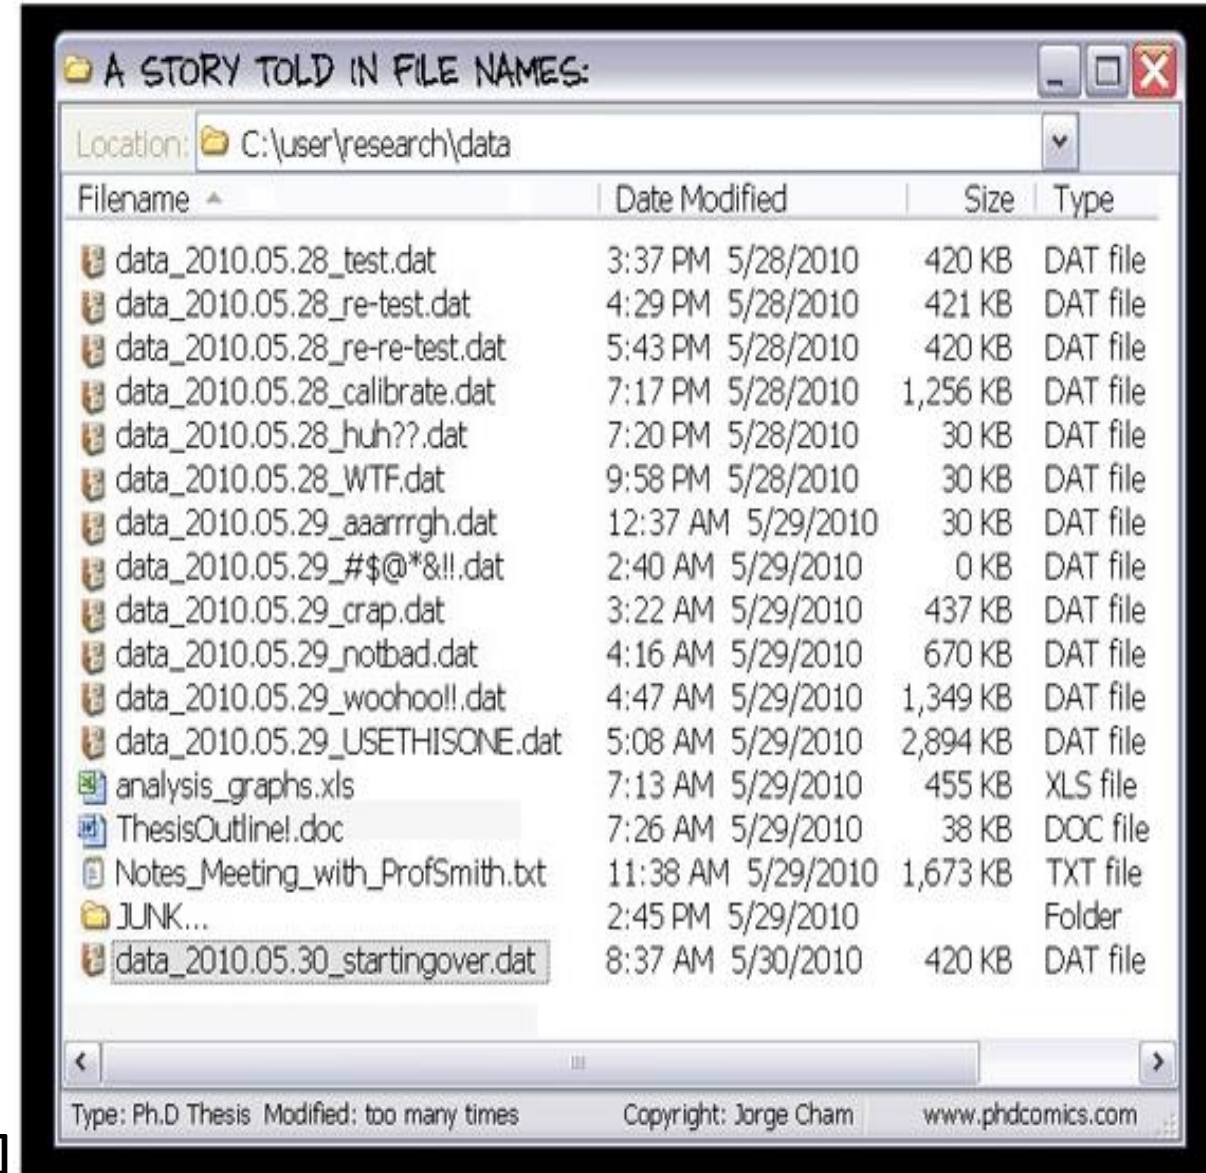 A STORY TOLD IN FILE NAMES:
Location: C:\user\research\data
Filename Date Modified Size Type
data_2010.05.28_test.dat 3:37 PM 5/28/2010 420 KB DAT file
data_2010.05.28_re-test.dat 4:29 PM 5/28/2010 421 KB DAT file
data_2010.05.28_re-re-test.dat 5:43 PM 5/28/2010 420 KB DAT file
data_2010.05.28_calibrate.dat 7:17 PM 5/28/2010 1,256 KB DAT file
data_2010.05.28_huh??.dat 7:20 PM 5/28/2010 30 KB DAT file
data_2010.05.28_WTF.dat 9:58 PM 5/28/2010 30 KB DAT file
data_2010.05.29_aaarrrgh.dat 12:37 AM 5/29/2010 30 KB DAT file
data_2010.05.29_#$@*&!!.dat 2:40 AM 5/29/2010 0 KB DAT file
data_2010.05.29_crap.dat 3:22 AM 5/29/2010 437 KB DAT file
data_2010.05.29_notbad.dat 4:16 AM 5/29/2010 670 KB DAT file
data_2010.05.29_woohoo!!.dat 4:47 AM 5/29/2010 1,349 KB DAT file
data_2010.05.29_USETHISONE.dat 5:08 AM 5/29/2010 2,894 KB DAT file
analysis_graphs.xls 7:13 AM 5/29/2010 455 KB XLS file
ThesisOutline!.doc 7:26 AM 5/29/2010 38 KB DOC file
Notes_Meeting_with_ProfSmith.txt 11:38 AM 5/29/2010 1,673 KB TXT file
JUNK... 2:45 PM 5/29/2010 Folder
data_2010.05.30_startingover.dat 8:37 AM 5/30/2010 420 KB DAT file
Type: Ph.D Thesis Modified: too many times Copyright: Jorge Cham www.phdcomics.com
]